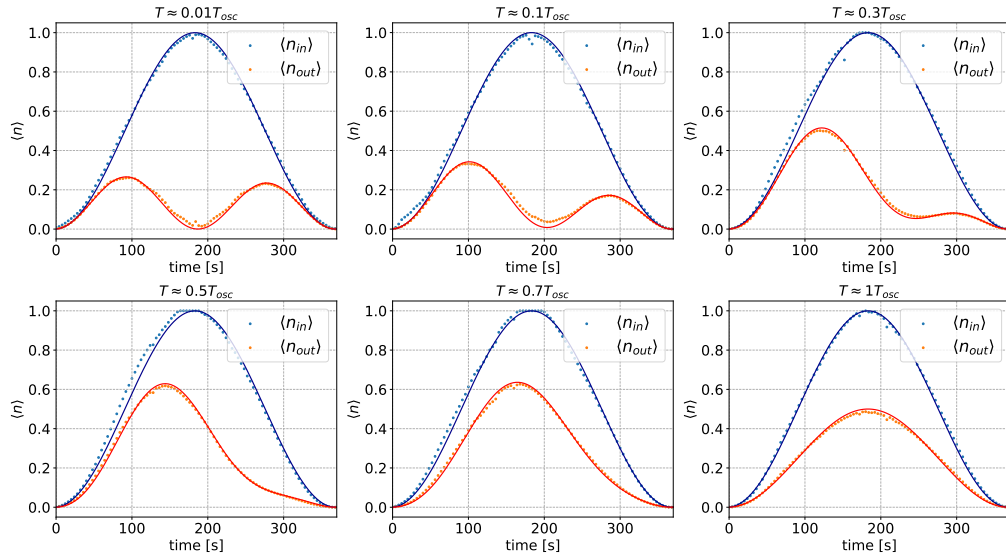 T ≈ 0.01T_osc
T ≈ 0.1T_osc
T ≈ 0.3T_osc
1.0
0.8
0.6
0.4
0.2
0.0
⟨n⟩
⟨n_in⟩
⟨n_out⟩
0
100
200
300
time [s]
1.0
0.8
0.6
0.4
0.2
0.0
⟨n⟩
⟨n_in⟩
⟨n_out⟩
0
100
200
300
time [s]
1.0
0.8
0.6
0.4
0.2
0.0
⟨n⟩
⟨n_in⟩
⟨n_out⟩
0
100
200
300
time [s]
T ≈ 0.5T_osc
T ≈ 0.7T_osc
T ≈ 1T_osc
1.0
0.8
0.6
0.4
0.2
0.0
⟨n⟩
⟨n_in⟩
⟨n_out⟩
0
100
200
300
time [s]
1.0
0.8
0.6
0.4
0.2
0.0
⟨n⟩
⟨n_in⟩
⟨n_out⟩
0
100
200
300
time [s]
1.0
0.8
0.6
0.4
0.2
0.0
⟨n⟩
⟨n_in⟩
⟨n_out⟩
0
100
200
300
time [s]